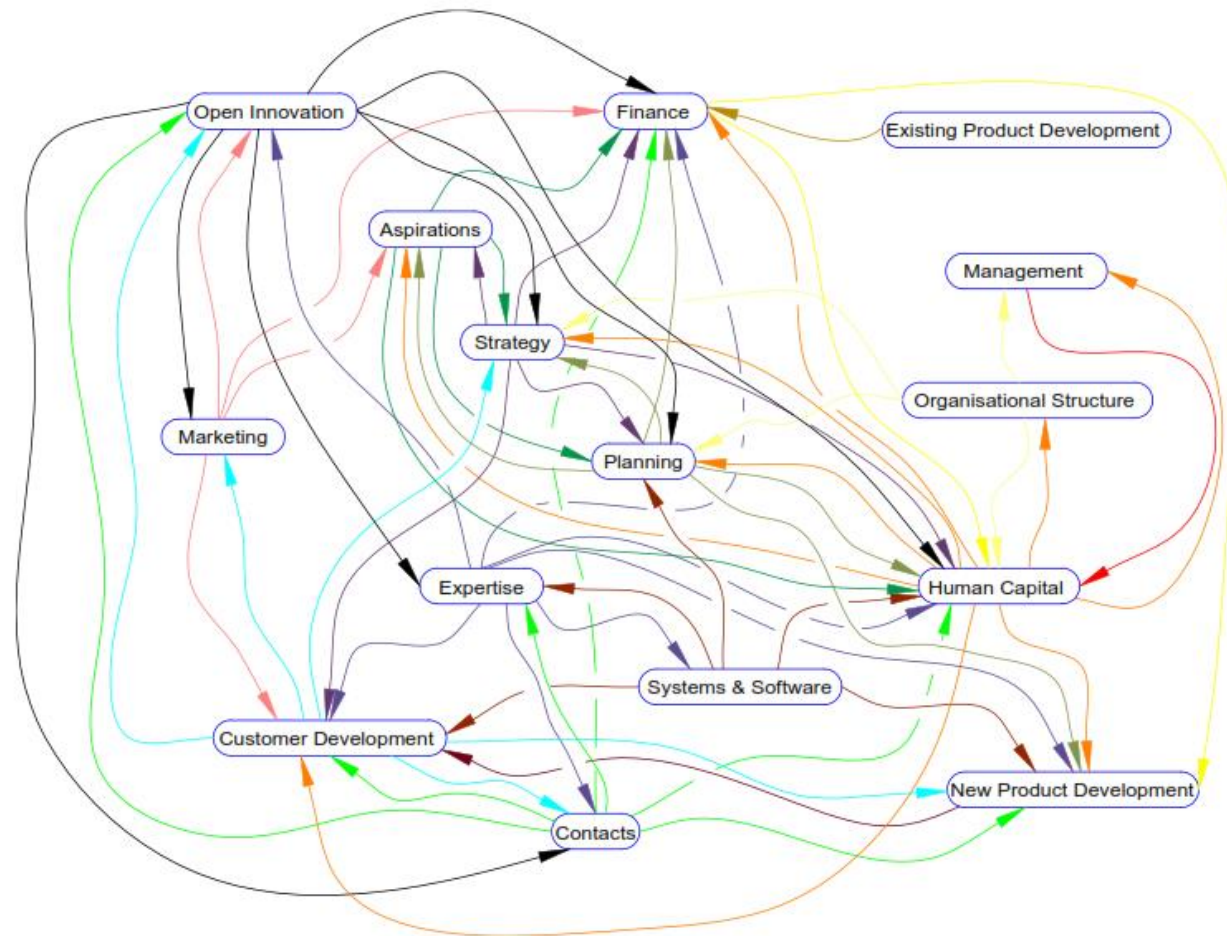 Open Innovation
Finance
Existing Product Development
Aspirations
Management
Strategy
Organisational Structure
Marketing
Planning
Expertise
Human Capital
Systems & Software
Customer Development
New Product Development
Contacts